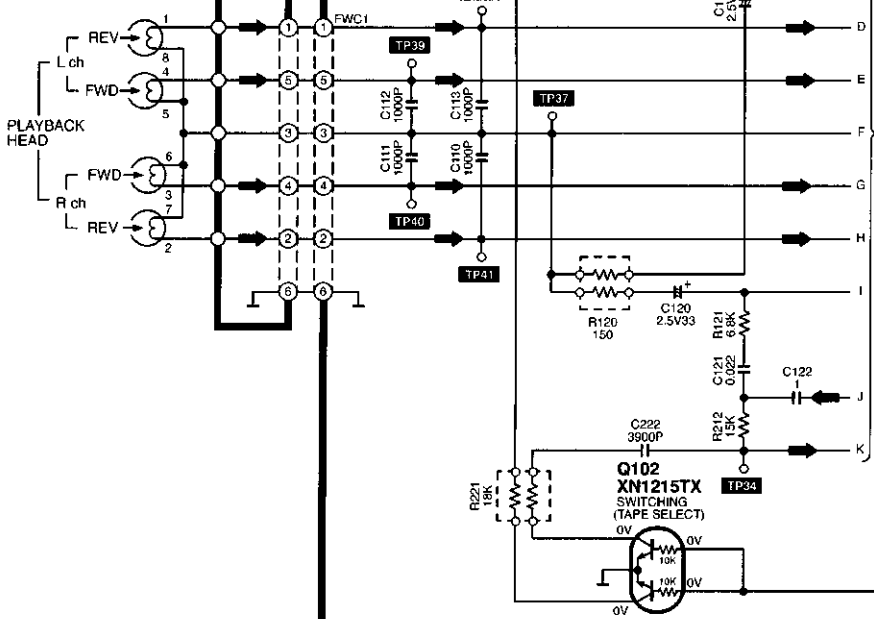 1
REV
8
L ch
4
FWD
5
PLAYBACK
HEAD
6
FWD
3
R ch
7
REV
2
1
5
3
4
2
6
1
5
3
4
2
6
FWC1
TP39
C112
1000P
C113
1000P
C111
1000P
C110
1000P
TP40
TP41
TP37
2.5V
D
E
F
G
H
I
J
K
R120
150
C120
2.5V33
+
R121
6.8K
C121
0.022
C122
1
R212
15K
C222
3900P
TP34
R221
18K
Q102
XN1215TX
SWITCHING
(TAPE SELECT)
0V
0V
10K
10K
0V
0V